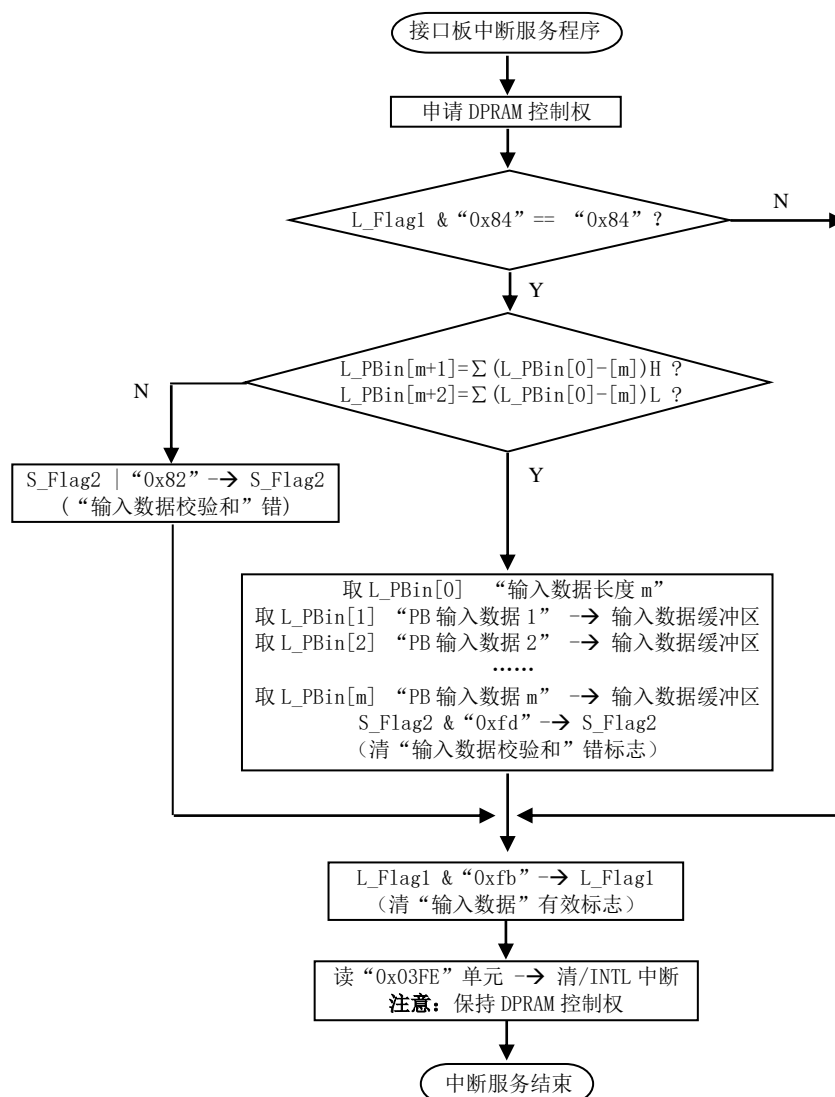 接口板中断服务程序
申请 DPRAM 控制权
L_Flag1 & “0x84” == “0x84” ?
N
Y
L_PBin[m+1]=∑(L_PBin[0]-[m])H ?
L_PBin[m+2]=∑(L_PBin[0]-[m])L ?
N
Y
S_Flag2 | “0x82” -→ S_Flag2
(“输入数据校验和”错)
取 L_PBin[0] “输入数据长度 m”
取 L_PBin[1] “PB 输入数据 1” -→ 输入数据缓冲区
取 L_PBin[2] “PB 输入数据 2” -→ 输入数据缓冲区
……
取 L_PBin[m] “PB 输入数据 m” -→ 输入数据缓冲区
S_Flag2 & “0xfd” -→ S_Flag2
（清“输入数据校验和”错标志）
L_Flag1 & “0xfb” -→ L_Flag1
（清“输入数据”有效标志）
读“0x03FE”单元 -→ 清/INTL 中断
注意：保持 DPRAM 控制权
中断服务结束